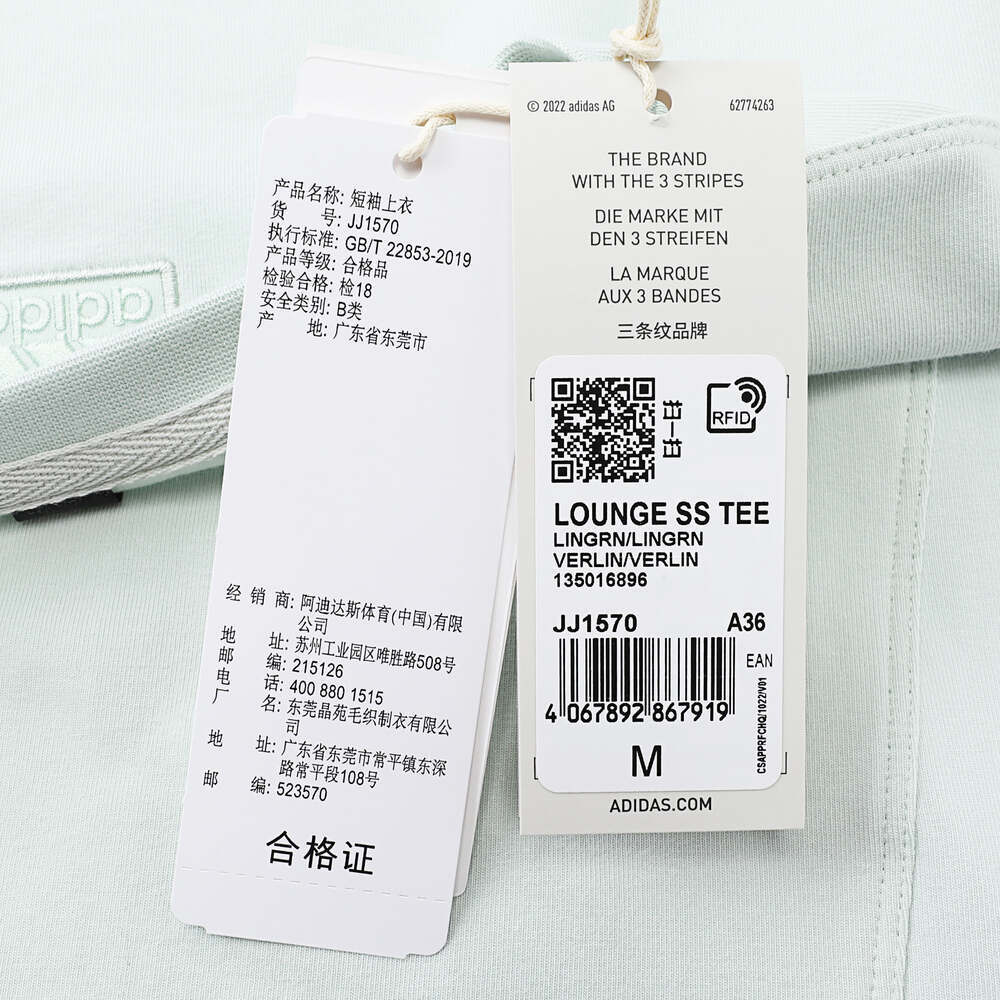 产品名称: 短袖上衣
货 号: JJ1570
执行标准: GB/T 22853-2019
产品等级: 合格品
检验合格: 检18
安全类别: B类
产 地: 广东省东莞市
经 销 商: 阿迪达斯体育(中国)有限
公司
地 址: 苏州工业园区唯胜路508号
邮 编: 215126
电 话: 400 880 1515
厂 名: 东莞晶苑毛织制衣有限公
司
地 址: 广东省东莞市常平镇东深
路常平段108号
邮 编: 523570
合格证
© 2022 adidas AG 62774263
THE BRAND
WITH THE 3 STRIPES
DIE MARKE MIT
DEN 3 STREIFEN
LA MARQUE
AUX 3 BANDES
三条纹品牌
扫一扫
RFID
LOUNGE SS TEE
LINGRN/LINGRN
VERLIN/VERLIN
135016896
JJ1570 A36
EAN
4 067892 867919
CSAPPRFCHQ/1022/V01
M
ADIDAS.COM
adidas